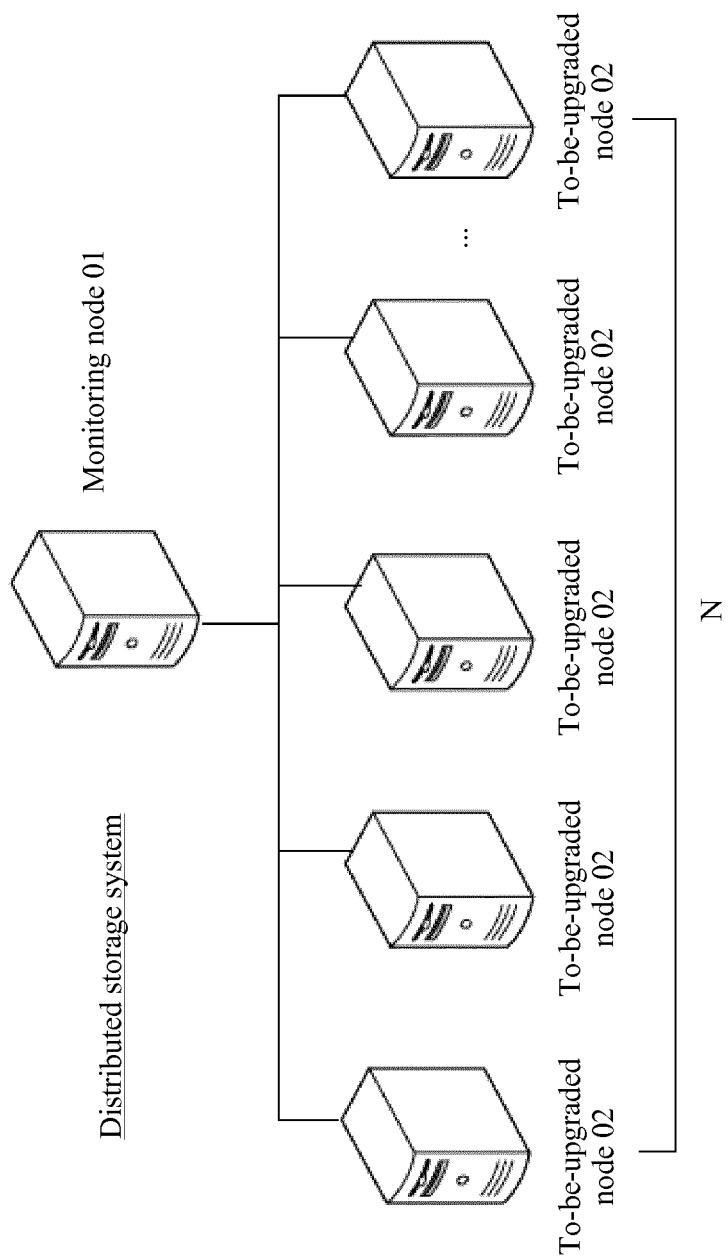 Distributed storage system
Monitoring node 01
To-be-upgraded
node 02
To-be-upgraded
node 02
To-be-upgraded
node 02
To-be-upgraded
node 02
...
To-be-upgraded
node 02
N